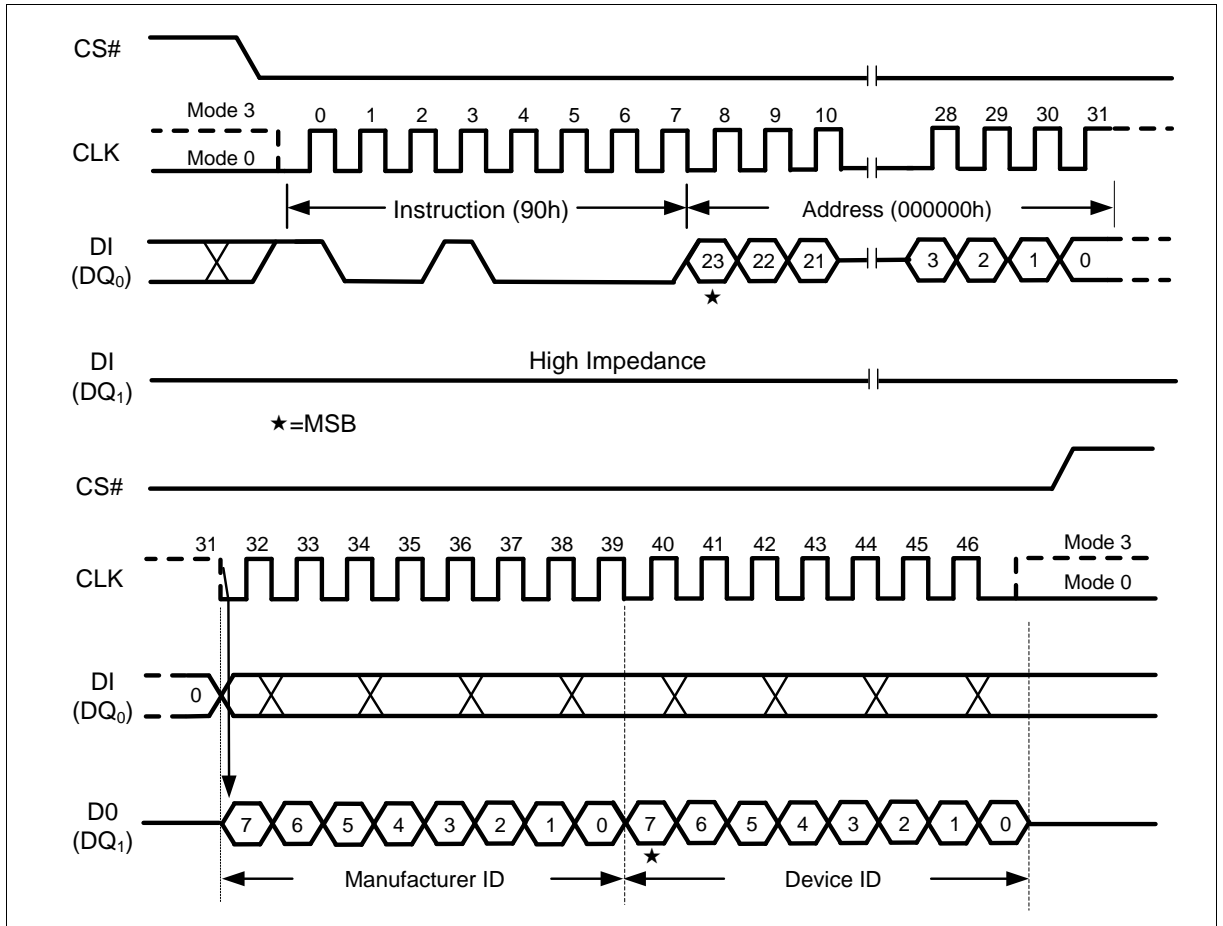 CS#
Mode 3
0 1 2 3 4 5 6 7 8 9 10 28 29 30 31
CLK
Mode 0
Instruction (90h) Address (000000h)
DI
(DQ0)
23 22 21 3 2 1 0
★
DI
(DQ1)
High Impedance
★=MSB
CS#
31 32 33 34 35 36 37 38 39 40 41 42 43 44 45 46
Mode 3
CLK
Mode 0
DI
(DQ0)
0
D0
(DQ1)
7 6 5 4 3 2 1 0 7 6 5 4 3 2 1 0
★
Manufacturer ID Device ID